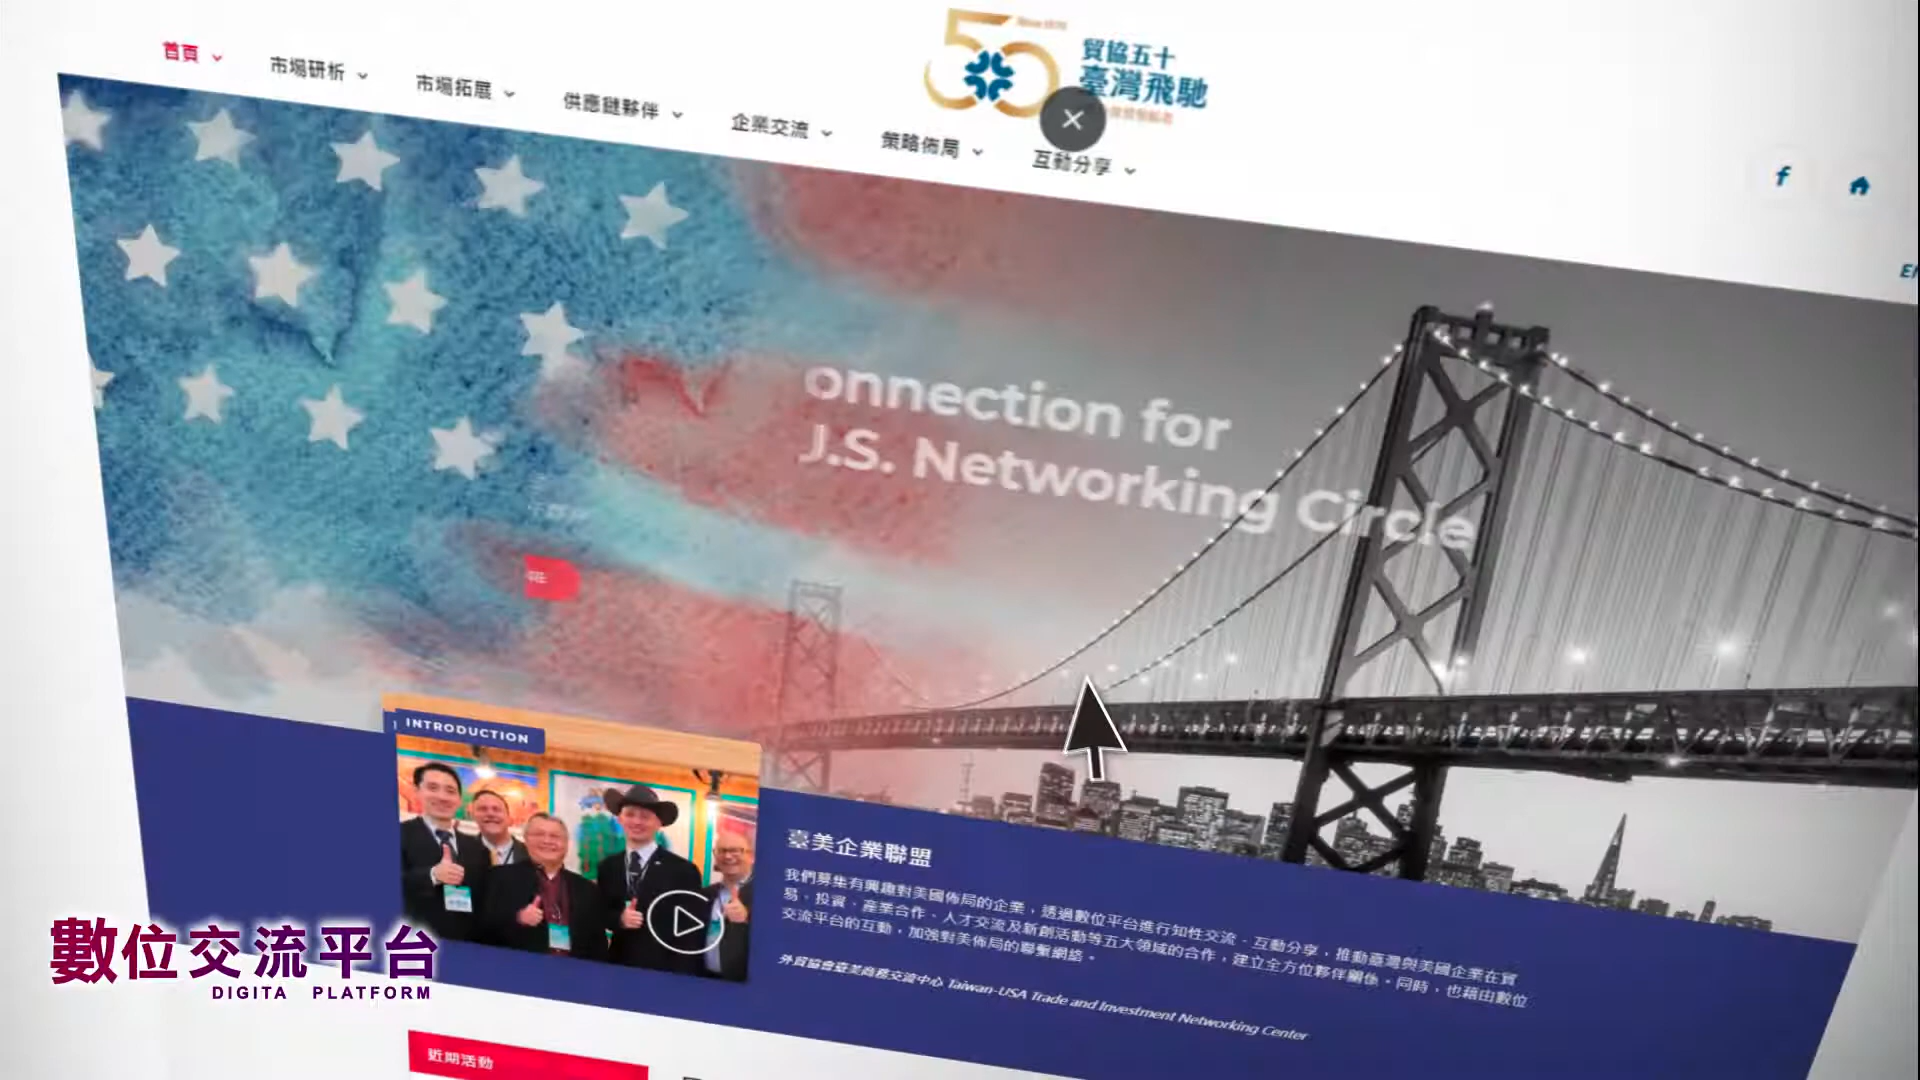 首頁
市場研析
市場拓展
供應鏈夥伴
企業交流
策略佈局
互動分享
50
貿協五十
臺灣飛馳
f
onnection for
J.S. Networking Circle
INTRODUCTION
臺美企業聯盟
我們募集有興趣對美國佈局的企業，透過數位平台進行知性交流、互動分享，推動臺灣與美國企業在貿
易、投資、產業合作、人才交流及新創活動等五大領域的合作，建立全方位夥伴關係。同時，也藉由數位
交流平台的互動，加強對美佈局的聯繫網絡。
外貿協會臺美商務交流中心 Taiwan-USA Trade and Investment Networking Center
數位交流平台
DIGITA PLATFORM
近期活動